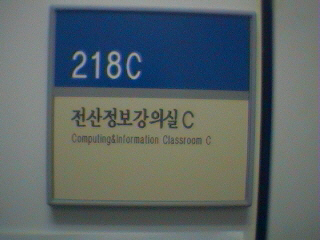 218C
전산정보강의실 C
Computing&Information Classroom C